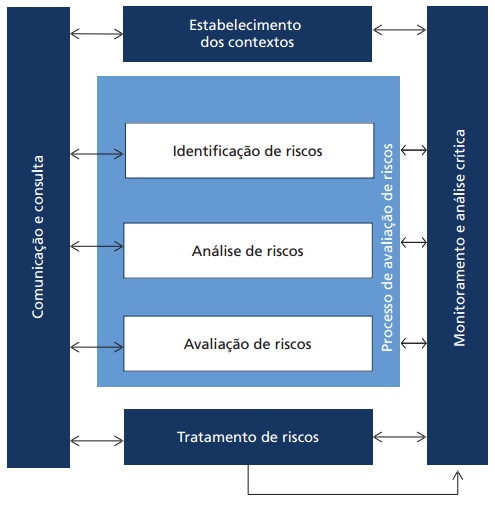 Estabelecimento
dos contextos
Comunicação e consulta
Identificação de riscos
Análise de riscos
Avaliação de riscos
Processo de avaliação de riscos
Monitoramento e análise crítica
Tratamento de riscos